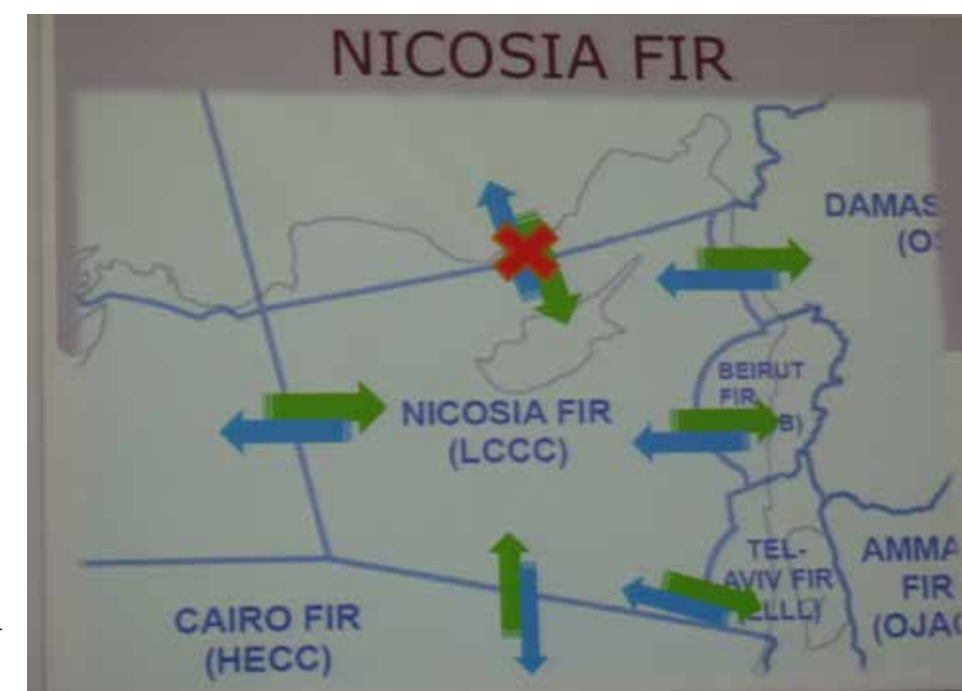 NICOSIA FIR
DAMAS
BEIRUT
FIR
NICOSIA FIR
(LCCC)
TEL-
AVIV FIR
AMMA
FIR
CAIRO FIR
(HECC)